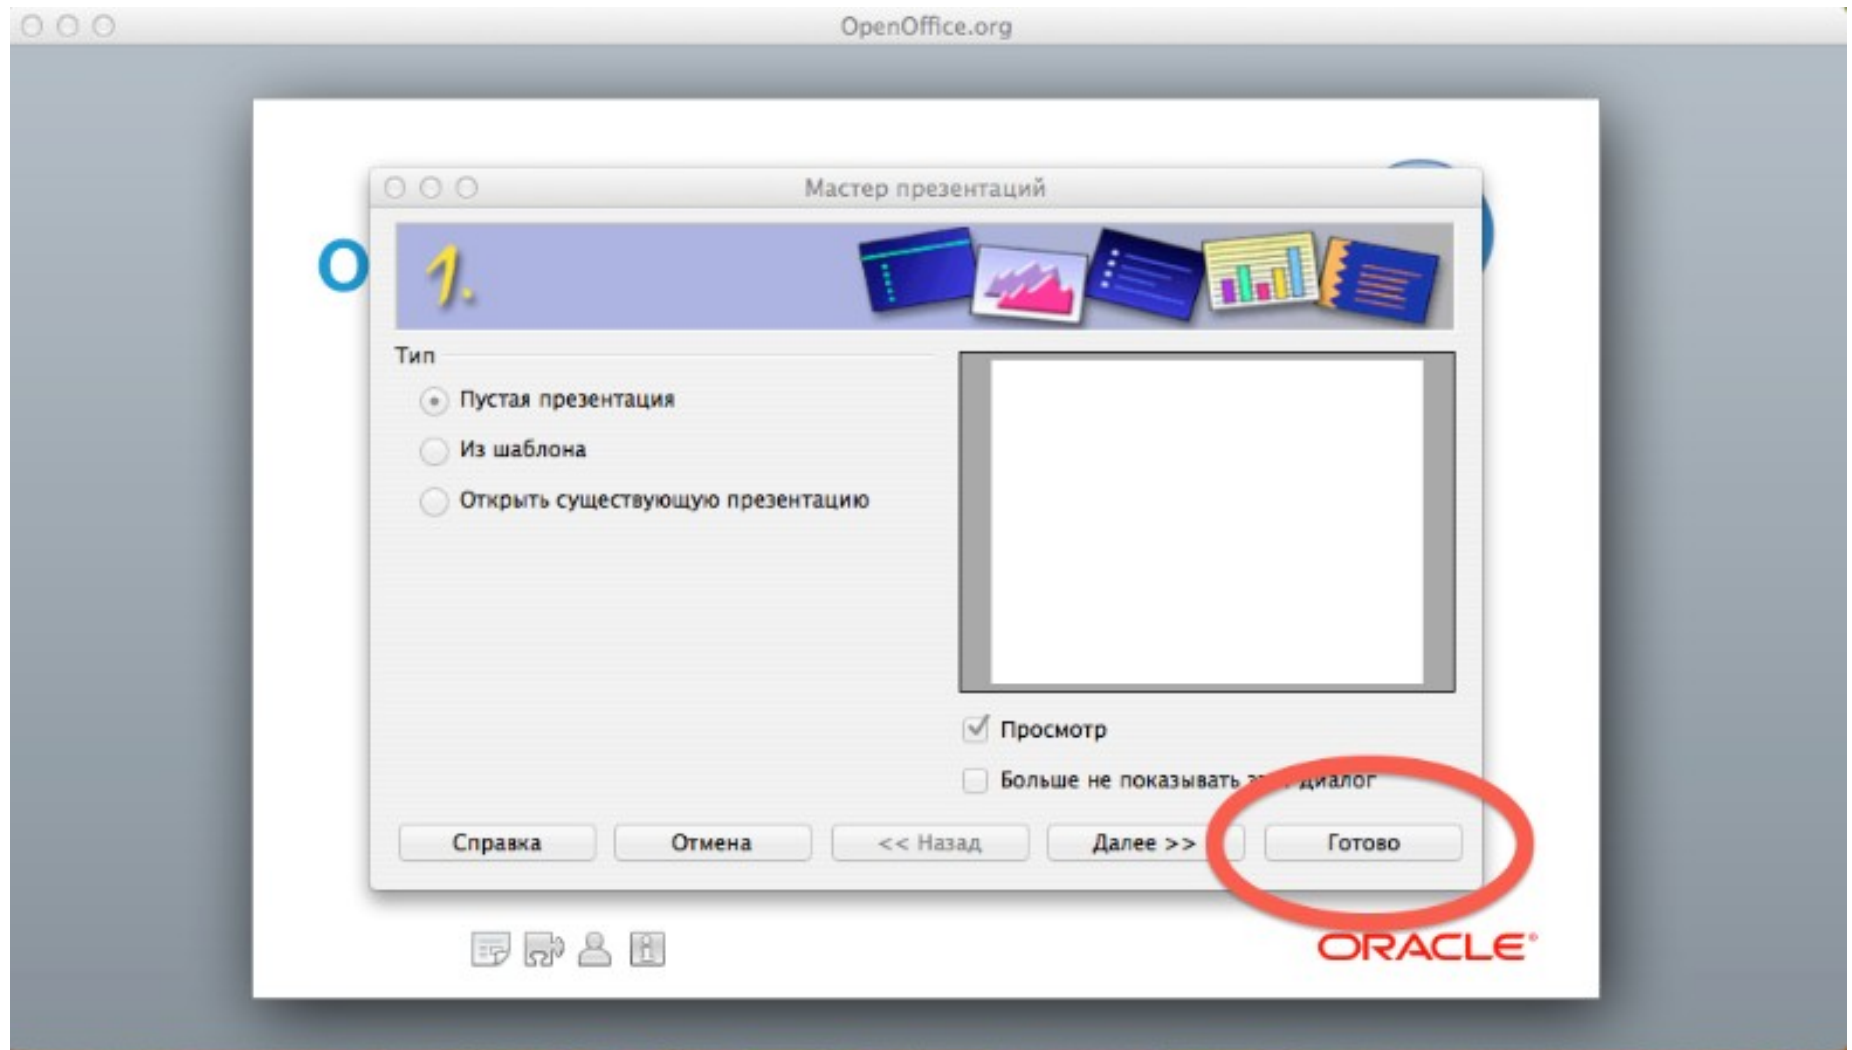 OpenOffice.org
Мастер презентаций
O
1.
Тип
Пустая презентация
Из шаблона
Открыть существующую презентацию
Просмотр
Больше не показывать диалог
Справка
Отмена
<< Назад
Далее >>
Готово
ORACLE